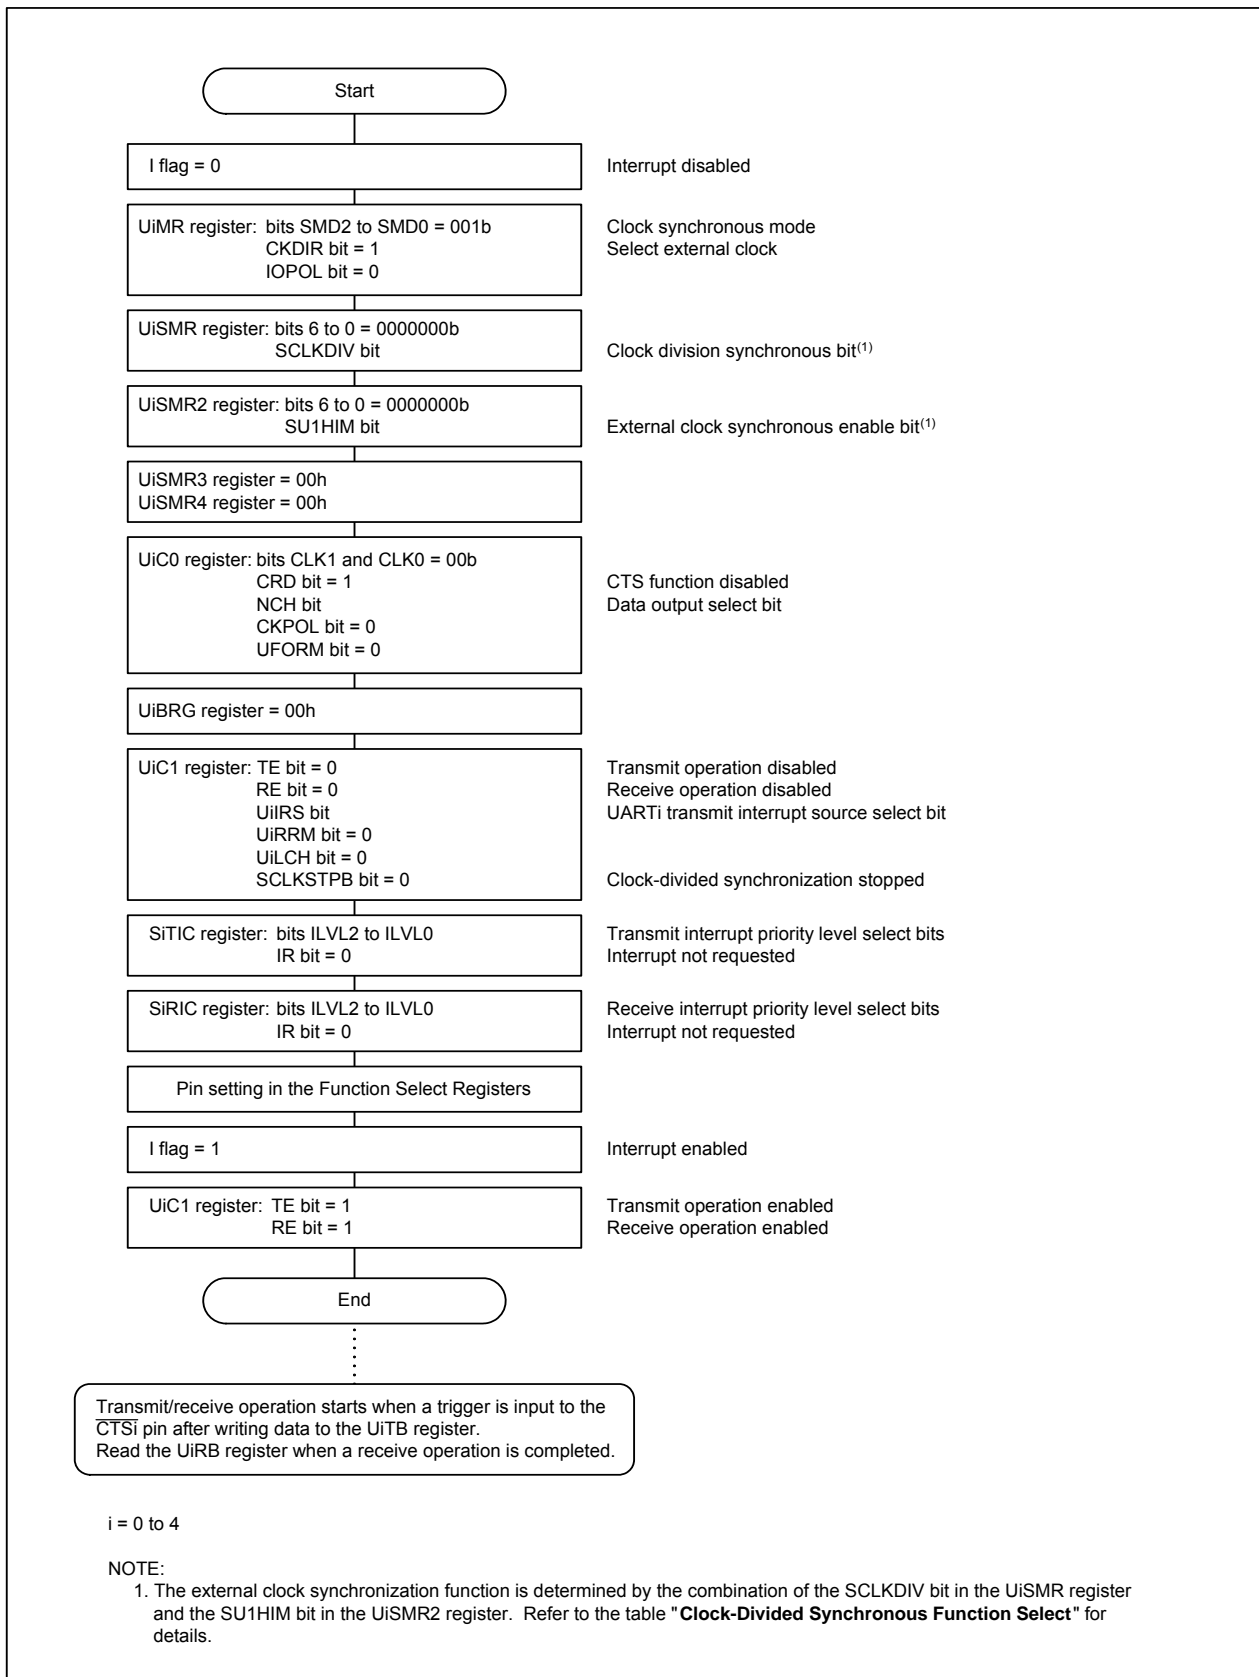 Start
I flag = 0 Interrupt disabled
UiMR register: bits SMD2 to SMD0 = 001b Clock synchronous mode
CKDIR bit = 1 Select external clock
IOPOL bit = 0
UiSMR register: bits 6 to 0 = 0000000b
SCLKDIV bit Clock division synchronous bit(1)
UiSMR2 register: bits 6 to 0 = 0000000b
SU1HIM bit External clock synchronous enable bit(1)
UiSMR3 register = 00h
UiSMR4 register = 00h
UiC0 register: bits CLK1 and CLK0 = 00b
CRD bit = 1 CTS function disabled
NCH bit Data output select bit
CKPOL bit = 0
UFORM bit = 0
UiBRG register = 00h
UiC1 register: TE bit = 0 Transmit operation disabled
RE bit = 0 Receive operation disabled
UiIRS bit UARTi transmit interrupt source select bit
UiRRM bit = 0
UiLCH bit = 0
SCLKSTPB bit = 0 Clock-divided synchronization stopped
SiTIC register: bits ILVL2 to ILVL0 Transmit interrupt priority level select bits
IR bit = 0 Interrupt not requested
SiRIC register: bits ILVL2 to ILVL0 Receive interrupt priority level select bits
IR bit = 0 Interrupt not requested
Pin setting in the Function Select Registers
I flag = 1 Interrupt enabled
UiC1 register: TE bit = 1 Transmit operation enabled
RE bit = 1 Receive operation enabled
End
Transmit/receive operation starts when a trigger is input to the
CTSi pin after writing data to the UiTB register.
Read the UiRB register when a receive operation is completed.
i = 0 to 4
NOTE:
1. The external clock synchronization function is determined by the combination of the SCLKDIV bit in the UiSMR register
and the SU1HIM bit in the UiSMR2 register. Refer to the table "Clock-Divided Synchronous Function Select" for
details.